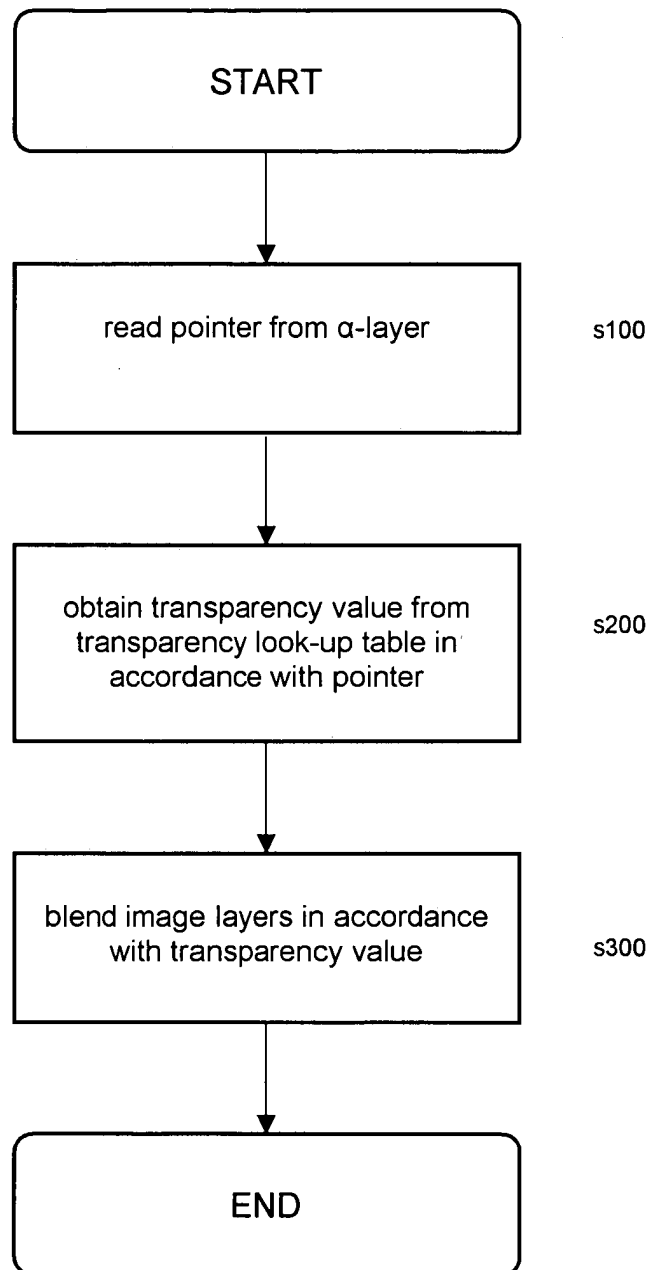 START
read pointer from α-layer
s100
obtain transparency value from
transparency look-up table in
accordance with pointer
s200
blend image layers in accordance
with transparency value
s300
END